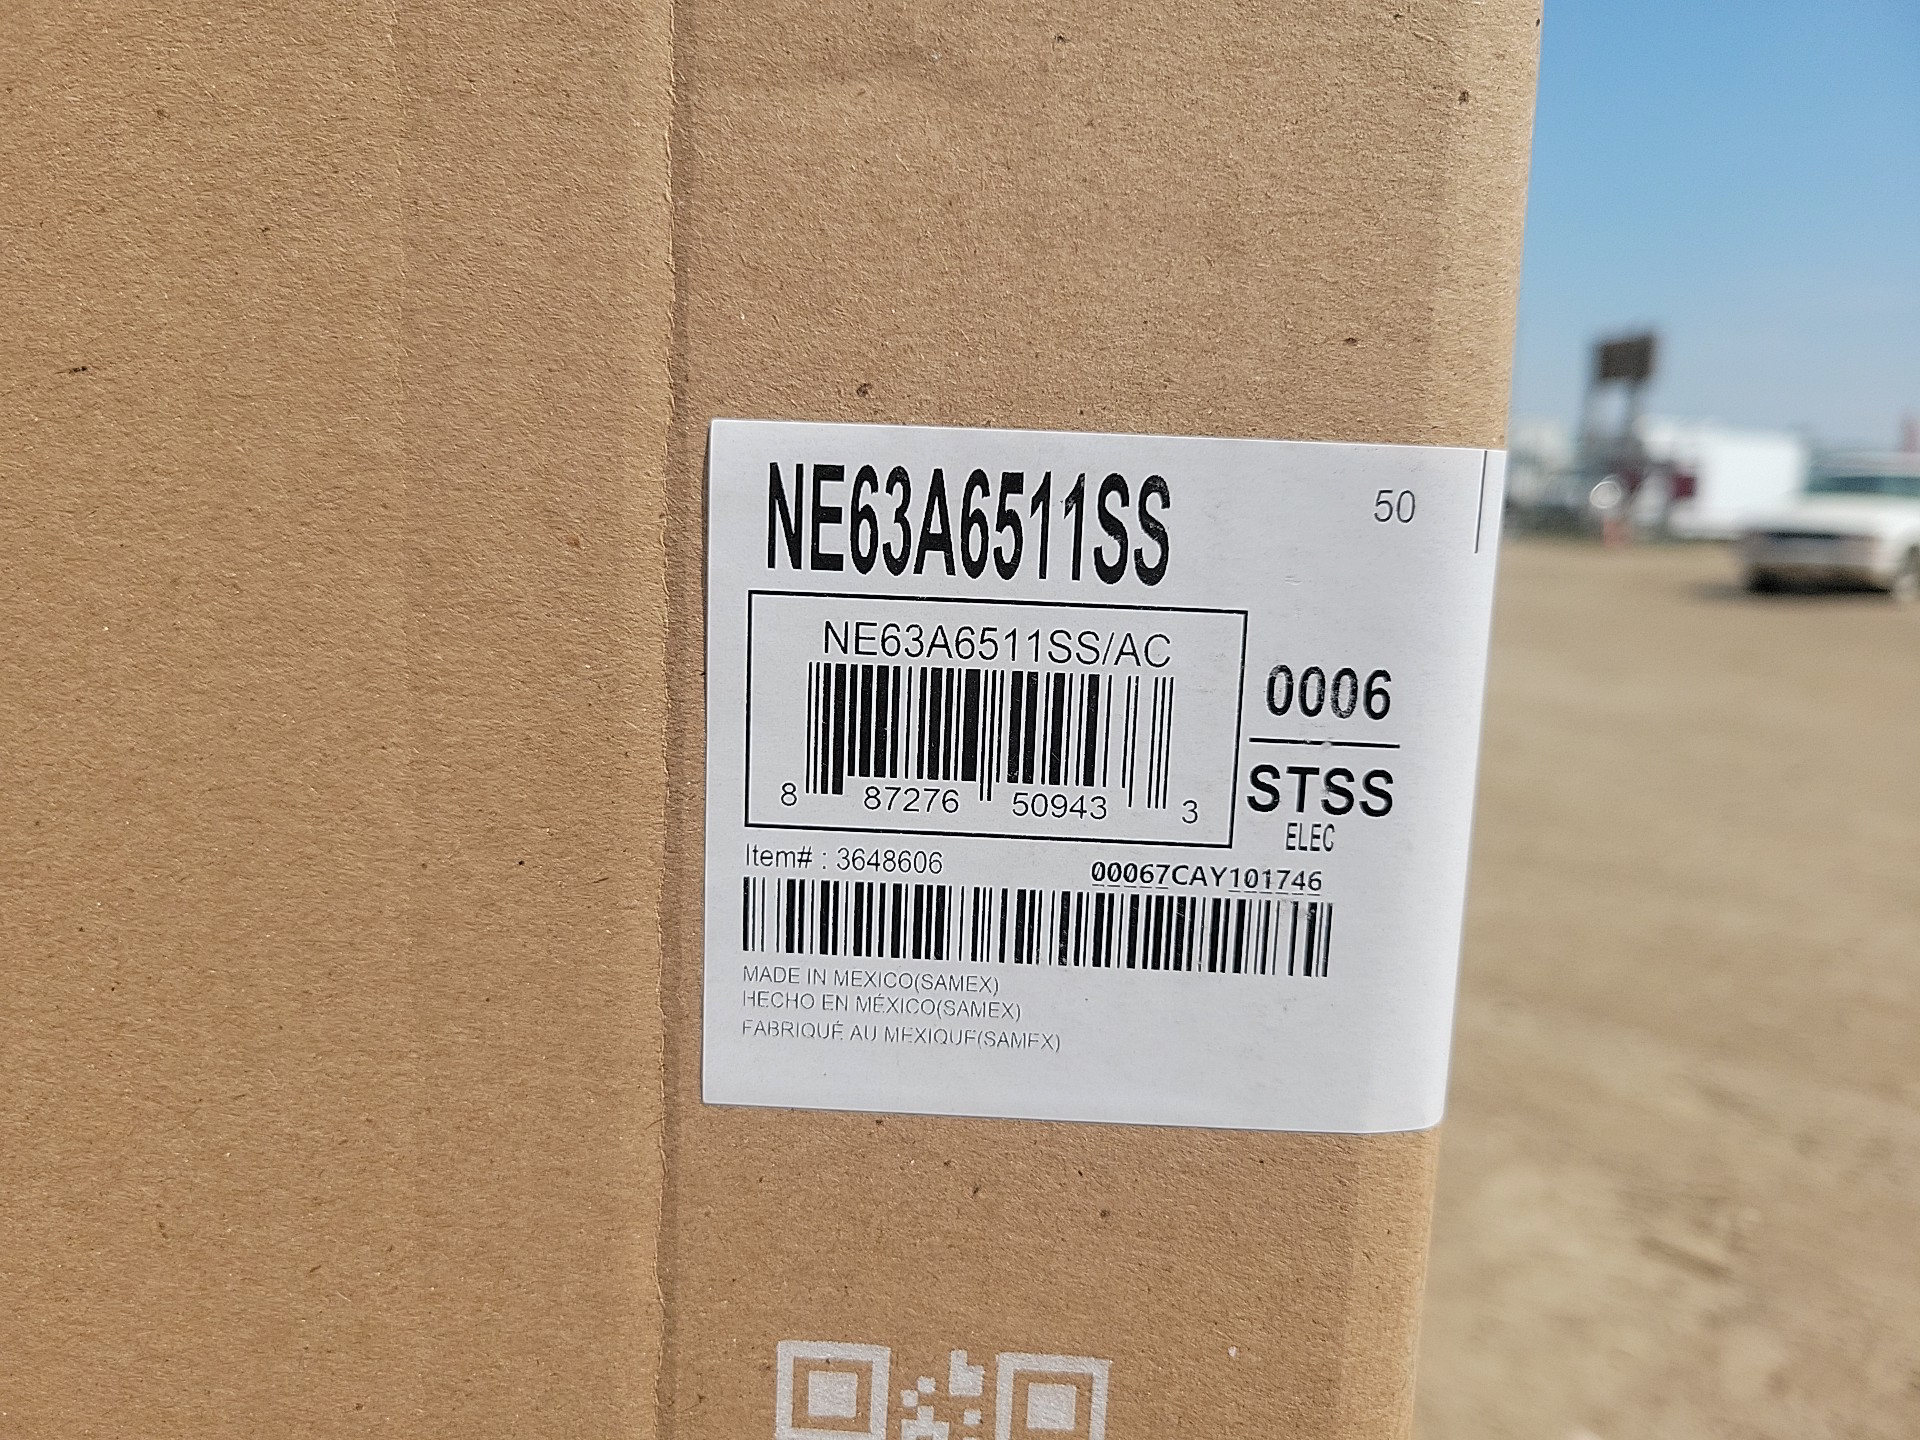 NE63A6511SS
50
NE63A6511SS/AC
8 87276 50943 3
0006
STSS
ELEC
Item# : 3648606
00067CAY101746
MADE IN MEXICO(SAMEX)
HECHO EN MÉXICO(SAMEX)
FABRIQUÉ AU MEXIQUE(SAMEX)